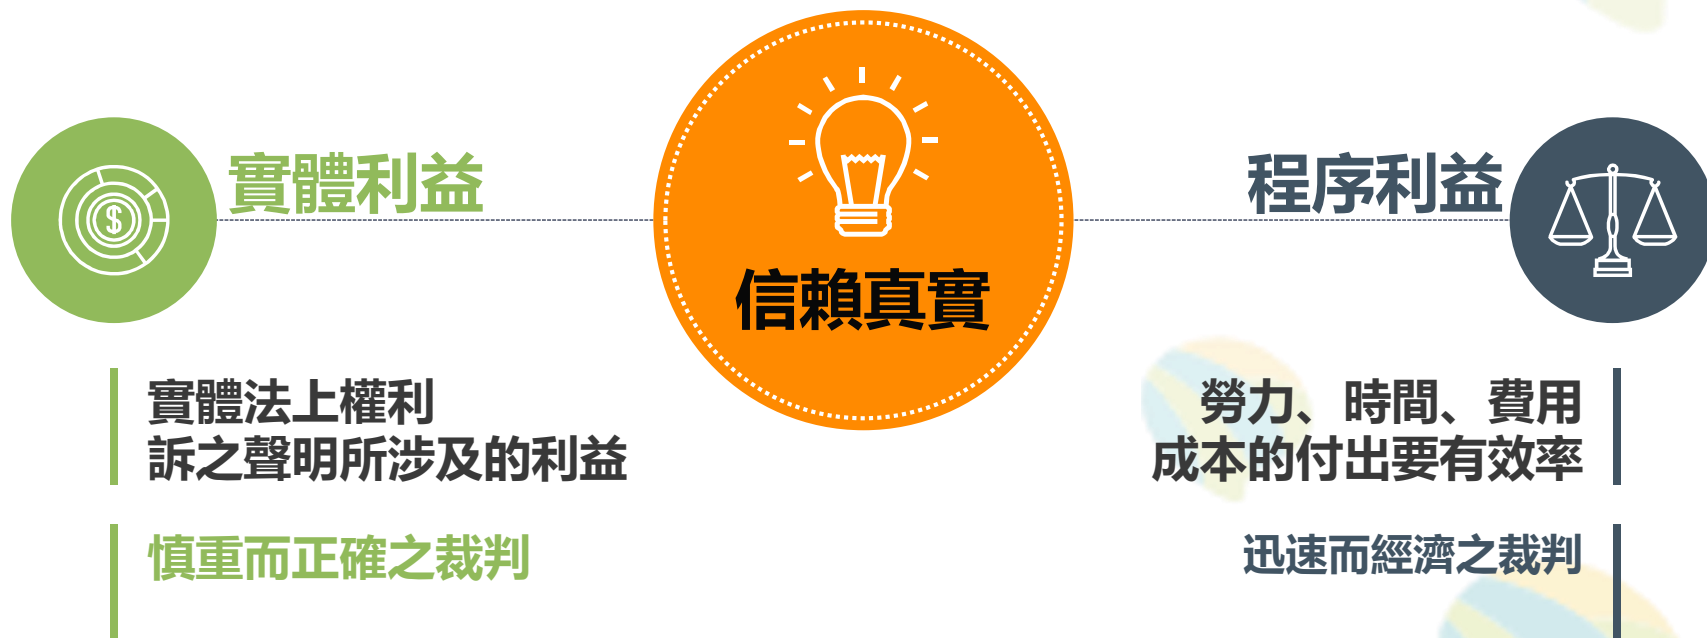 實體利益
實體法上權利
訴之聲明所涉及的利益
慎重而正確之裁判
$
信賴真實
程序利益
勞力、時間、費用
成本的付出要有效率
迅速而經濟之裁判